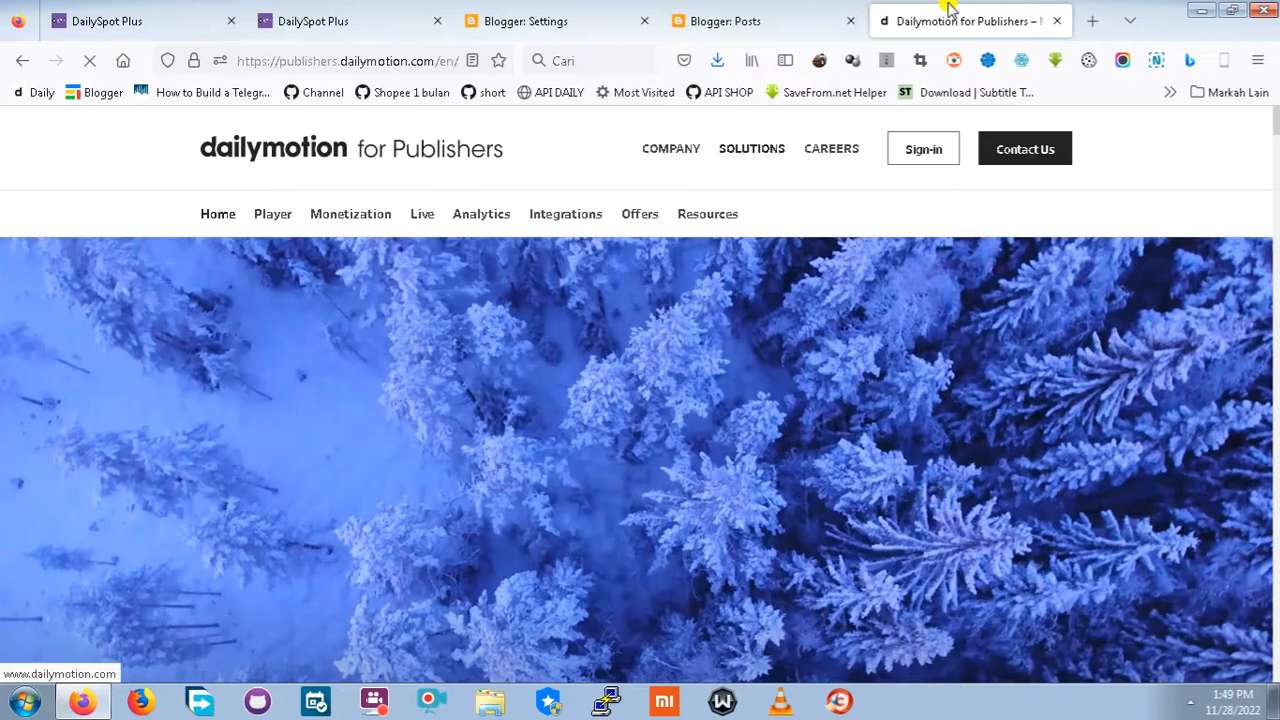 DailySpot Plus
DailySpot Plus
Blogger: Settings
Blogger: Posts
Dailymotion for Publishers –
https://publishers.dailymotion.com/en/
Cari
Daily
Blogger
How to Build a Telegr...
Channel
Shopee 1 bulan
short
API DAILY
Most Visited
API SHOP
SaveFrom.net Helper
ST
Download | Subtitle T...
Markah Lain
dailymotion for Publishers
COMPANY
SOLUTIONS
CAREERS
Sign-in
Contact Us
Home
Player
Monetization
Live
Analytics
Integrations
Offers
Resources
www.dailymotion.com
1:49 PM
11/28/2022